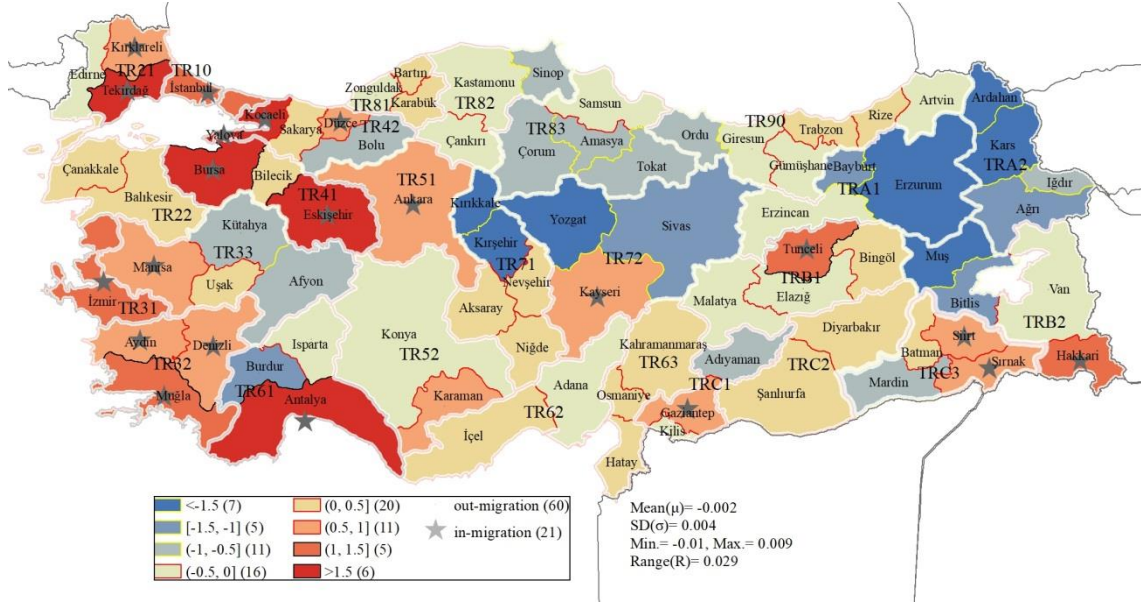 Kırklareli
Edirne
TR21
Tekirdağ
TR10
İstanbul
Kocaeli
Yalova
Sakarya
Düzce
TR42
Bolu
Zonguldak
TR81
Bartın
Karabük
Kastamonu
TR82
Çankırı
Sinop
Samsun
TR83
Çorum
Amasya
Tokat
Ordu
Giresun
TR90
Trabzon
Rize
Artvin
Gümüşhane
Bayburt
TRA1
Erzurum
Erzincan
Ardahan
Kars
TRA2
Iğdır
Ağrı
Çanakkale
Balıkesir
TR22
Bursa
Bilecik
TR41
Eskişehir
Kütahya
TR33
Afyon
Uşak
Manisa
İzmir
TR31
Aydın
TR32
Denizli
Muğla
TR51
Ankara
Kırıkkale
Kırşehir
TR71
Nevşehir
Aksaray
Niğde
Yozgat
Sivas
TR72
Kayseri
Tunceli
TRB1
Elazığ
Bingöl
Malatya
Muş
Bitlis
Van
TRB2
Hakkari
Isparta
Burdur
TR61
Antalya
Konya
TR52
Karaman
İçel
TR62
Adana
Kahramanmaraş
TR63
Osmaniye
Hatay
Adıyaman
TRC1
Gaziantep
Kilis
Diyarbakır
TRC2
Şanlıurfa
Batman
Mardin
TRC3
Siirt
Şırnak
<-1.5 (7)
[-1.5, -1] (5)
(-1, -0.5] (11)
(-0.5, 0] (16)
(0, 0.5] (20)
(0.5, 1] (11)
(1, 1.5] (5)
>1.5 (6)
out-migration (60)
in-migration (21)
Mean(μ)= -0.002
SD(σ)= 0.004
Min.= -0.01, Max.= 0.009
Range(R)= 0.029